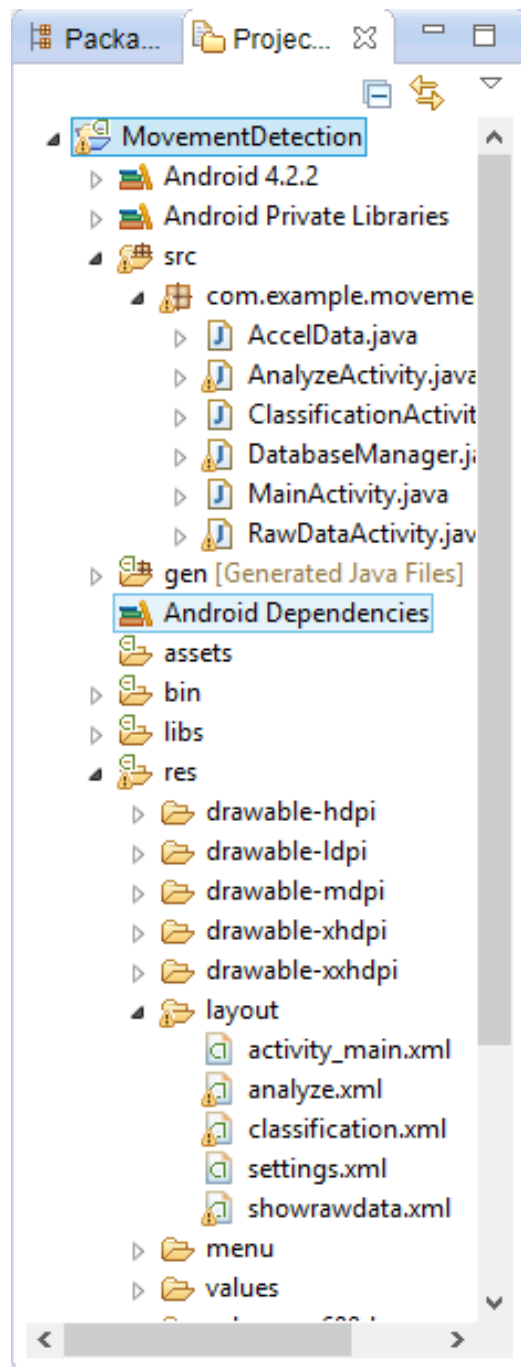 Packa... Projec...
MovementDetection
Android 4.2.2
Android Private Libraries
src
com.example.moveme
AccelData.java
AnalyzeActivity.java
ClassificationActivit
DatabaseManager.ja
MainActivity.java
RawDataActivity.jav
gen [Generated Java Files]
Android Dependencies
assets
bin
libs
res
drawable-hdpi
drawable-ldpi
drawable-mdpi
drawable-xhdpi
drawable-xxhdpi
layout
activity_main.xml
analyze.xml
classification.xml
settings.xml
showrawdata.xml
menu
values